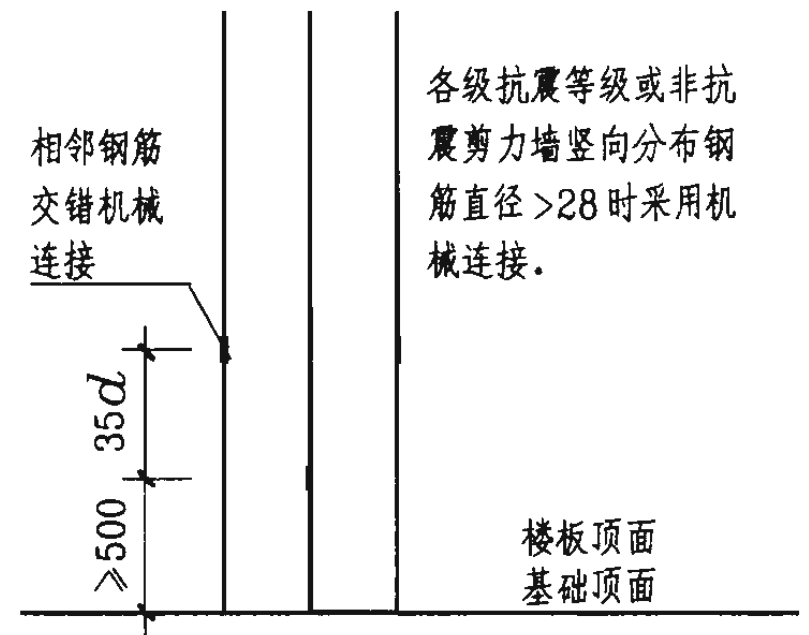 各级抗震等级或非抗
震剪力墙竖向分布钢
筋直径>28时采用机
械连接.
相邻钢筋
交错机械
连接
35d
≥500
楼板顶面
基础顶面